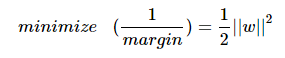 minimize (1/margin) = 1/2 ||w||²